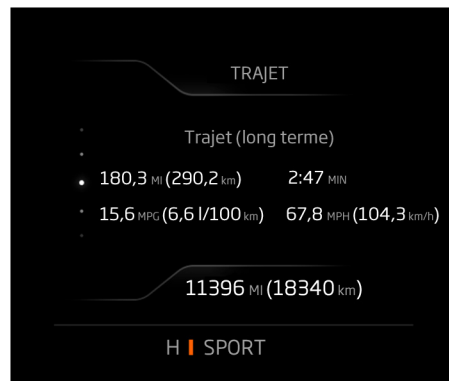 TRAJET
Trajet (long terme)
180,3 MI (290,2 km) 2:47 MIN
15,6 MPG (6,6 l/100 km) 67,8 MPH (104,3 km/h)
11396 MI (18340 km)
H SPORT